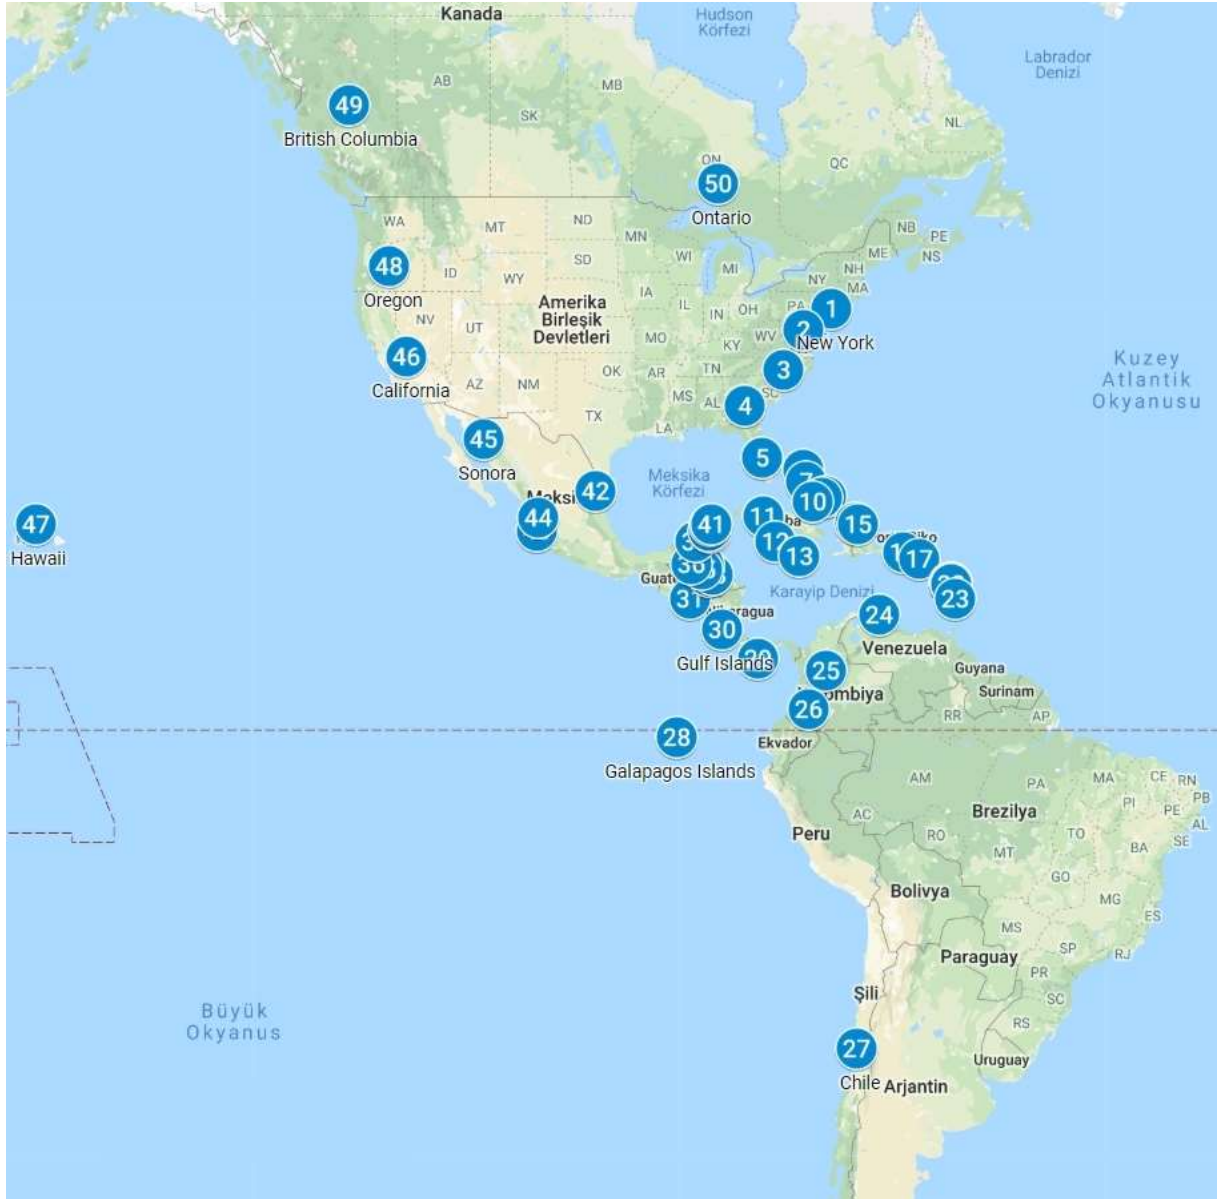 Kanada
Hudson
Körfezi
Labrador
Denizi
AB
MB
SK
NL
49
British Columbia
ON
QC
50
Ontario
WA
MT
ND
MN
NB
PE
NS
ME
48
Oregon
ID
WY
SD
WI
MI
NY
NH
MA
IA
IL
IN
OH
PA
1
Amerika
Birleşik
Devletleri
NV
UT
MO
KY
WV
2
New York
46
California
AZ
NM
OK
AR
TN
3
SC
MS
AL
4
TX
LA
Kuzey
Atlantik
Okyanusu
45
Sonora
5
Meksika
Körfezi
42
7
10
44
11
41
15
47
Hawaii
12
13
17
31
Karayip Denizi
23
24
30
Gulf Islands
Venezuela
25
Guyana
Surinam
26
RR
AP
28
Galapagos Islands
Ekvador
AM
PA
MA
CE
RN
PB
PE
AL
SE
PI
AC
RO
TO
BA
MT
Peru
Brezilya
GO
Bolivya
MG
ES
MS
SP
RJ
Paraguay
PR
SC
Şili
RS
Büyük
Okyanus
27
Chile
Uruguay
Arjantin